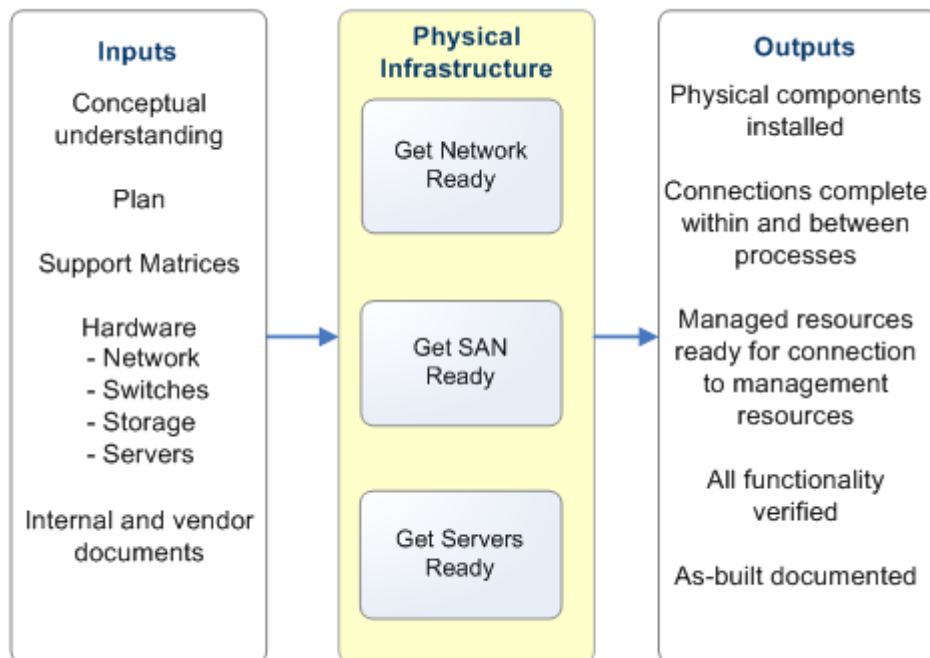 Inputs
Conceptual
understanding
Plan
Support Matrices
Hardware
- Network
- Switches
- Storage
- Servers
Internal and vendor
documents
Physical
Infrastructure
Get Network
Ready
Get SAN
Ready
Get Servers
Ready
Outputs
Physical components
installed
Connections complete
within and between
processes
Managed resources
ready for connection
to management
resources
All functionality
verified
As-built documented